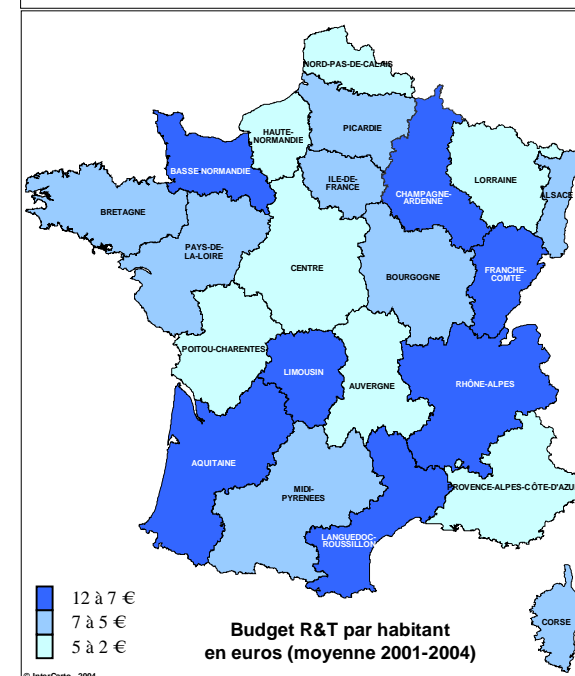 NORD-PAS-DE-CALAIS
HAUTE-
NORMANDIE
PICARDIE
BASSE NORMANDIE
ILE-DE-
FRANCE
CHAMPAGNE-
ARDENNE
LORRAINE
ALSACE
BRETAGNE
PAYS-DE-
LA-LOIRE
CENTRE
BOURGOGNE
FRANCHE-
COMTE
POITOU-CHARENTES
LIMOUSIN
AUVERGNE
RHÔNE-ALPES
AQUITAINE
MIDI-
PYRENEES
LANGUEDOC-
ROUSSILLON
PROVENCE-ALPES-CÔTE-D'AZU
CORSE
12 à 7 €
7 à 5 €
5 à 2 €
Budget R&T par habitant
en euros (moyenne 2001-2004)
© InterCarto - 2004